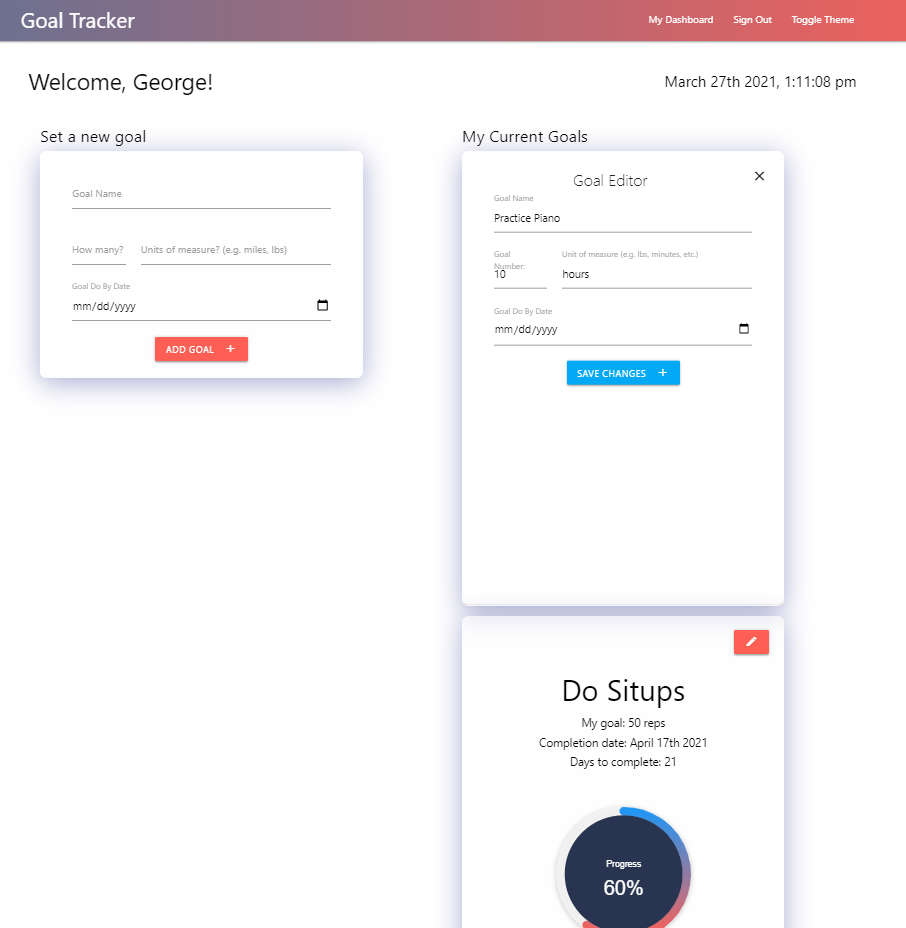 Goal Tracker
My Dashboard Sign Out Toggle Theme
Welcome, George!
March 27th 2021, 1:11:08 pm
Set a new goal
Goal Name
How many? Units of measure? (e.g. miles, lbs)
Goal Do By Date
mm/dd/yyyy
ADD GOAL +
My Current Goals
Goal Editor
Goal Name
Practice Piano
Goal Number: Unit of measure (e.g. lbs, minutes, etc.)
10 hours
Goal Do By Date
mm/dd/yyyy
SAVE CHANGES +
Do Situps
My goal: 50 reps
Completion date: April 17th 2021
Days to complete: 21
Progress
60%